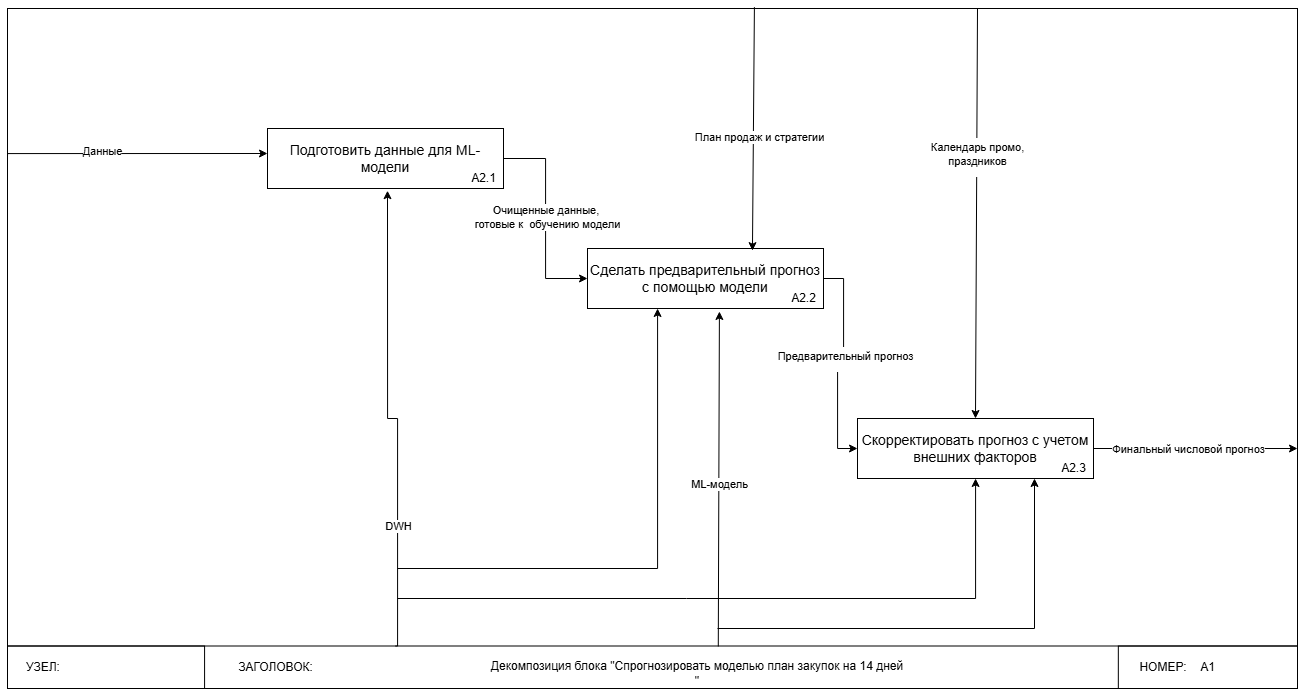 План продаж и стратегии
Календарь промо,
праздников
Данные
Подготовить данные для ML-
модели
A2.1
Очищенные данные,
готовые к обучению модели
Сделать предварительный прогноз
с помощью модели
A2.2
Предварительный прогноз
Скорректировать прогноз с учетом
внешних факторов
A2.3
Финальный числовой прогноз
ML-модель
DWH
УЗЕЛ:
ЗАГОЛОВОК:
Декомпозиция блока "Спрогнозировать моделью план закупок на 14 дней
"
НОМЕР: A1